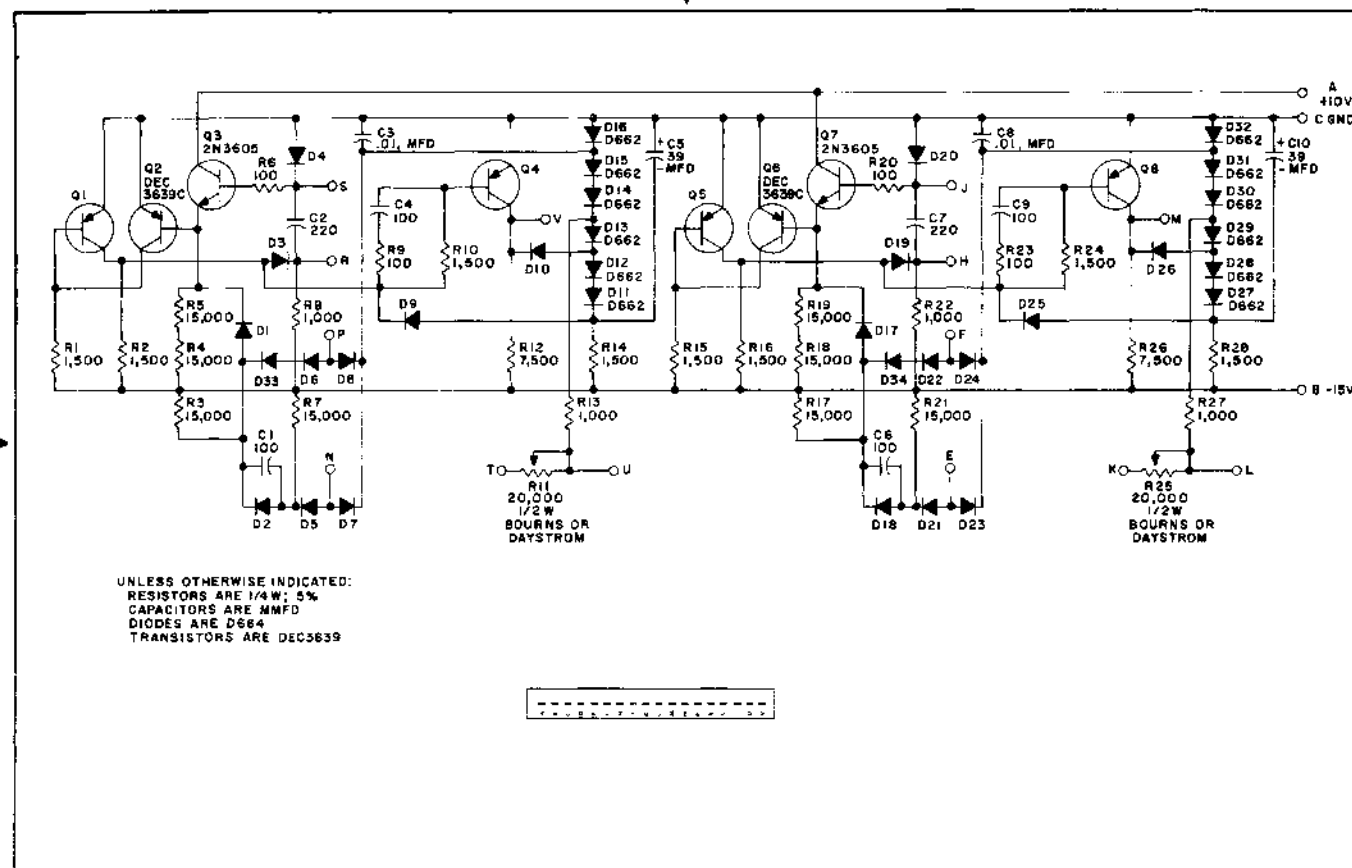 A
+10V
C GND
Q3
2N3605
Q2
DEC
3639C
Q1
R6
100
D4
S
C3
.01, MFD
Q4
D16
D662
D15
D662
D14
D662
D13
D662
D12
D662
D11
D662
+ C5
39
MFD
C2
220
C4
100
R9
100
R10
1,500
V
D10
D3
R
D9
R5
15,000
D1
R8
1,000
P
R1
1,500
R2
1,500
R4
15,000
D33
D6
D8
R12
7,500
R14
1,500
R3
15,000
R7
15,000
R13
1,000
C1
100
N
D2
D5
D7
T
U
R11
20,000
1/2W
BOURNS OR
DAYSTROM
Q7
2N3605
Q6
DEC
3639C
Q5
R20
100
D20
J
C8
.01, MFD
Q8
D32
D662
D31
D662
D30
D662
D29
D662
D28
D662
D27
D662
+ C10
39
- MFD
C7
220
C9
100
R23
100
R24
1,500
M
D26
D19
H
D25
R19
15,000
D17
R22
1,000
F
R15
1,500
R16
1,500
R18
15,000
D34
D22
D24
R26
7,500
R28
1,500
B -15V
R17
15,000
R21
15,000
R27
1,000
C6
100
E
D18
D21
D23
K
L
R25
20,000
1/2W
BOURNS OR
DAYSTROM
UNLESS OTHERWISE INDICATED:
RESISTORS ARE 1/4W; 5%
CAPACITORS ARE MMFD
DIODES ARE D664
TRANSISTORS ARE DEC3639